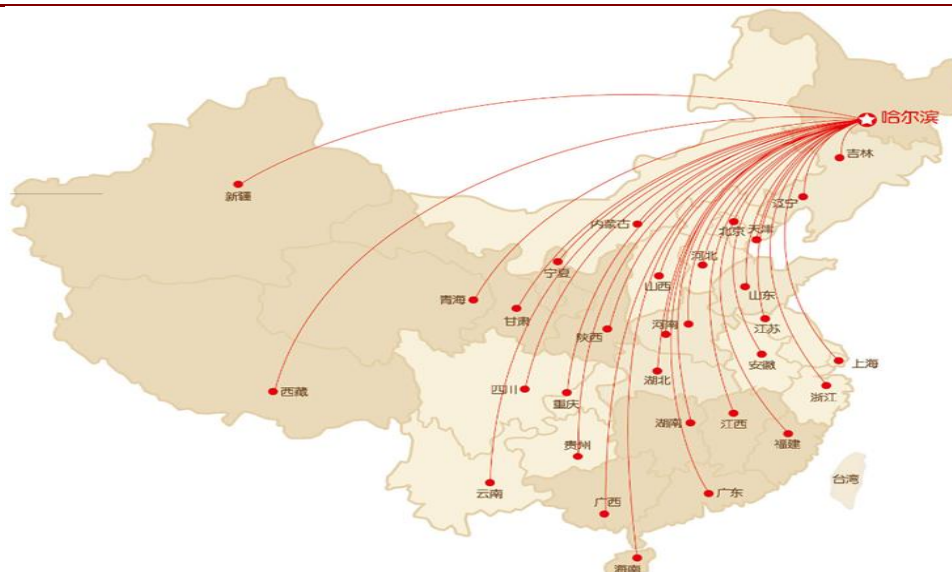 哈尔滨
吉林
新疆
辽宁
内蒙古
北京
天津
河北
宁夏
山西
青海
山东
甘肃
河南
江苏
陕西
安徽
上海
湖北
西藏
四川
重庆
浙江
湖南
江西
贵州
福建
云南
台湾
广西
广东
海南